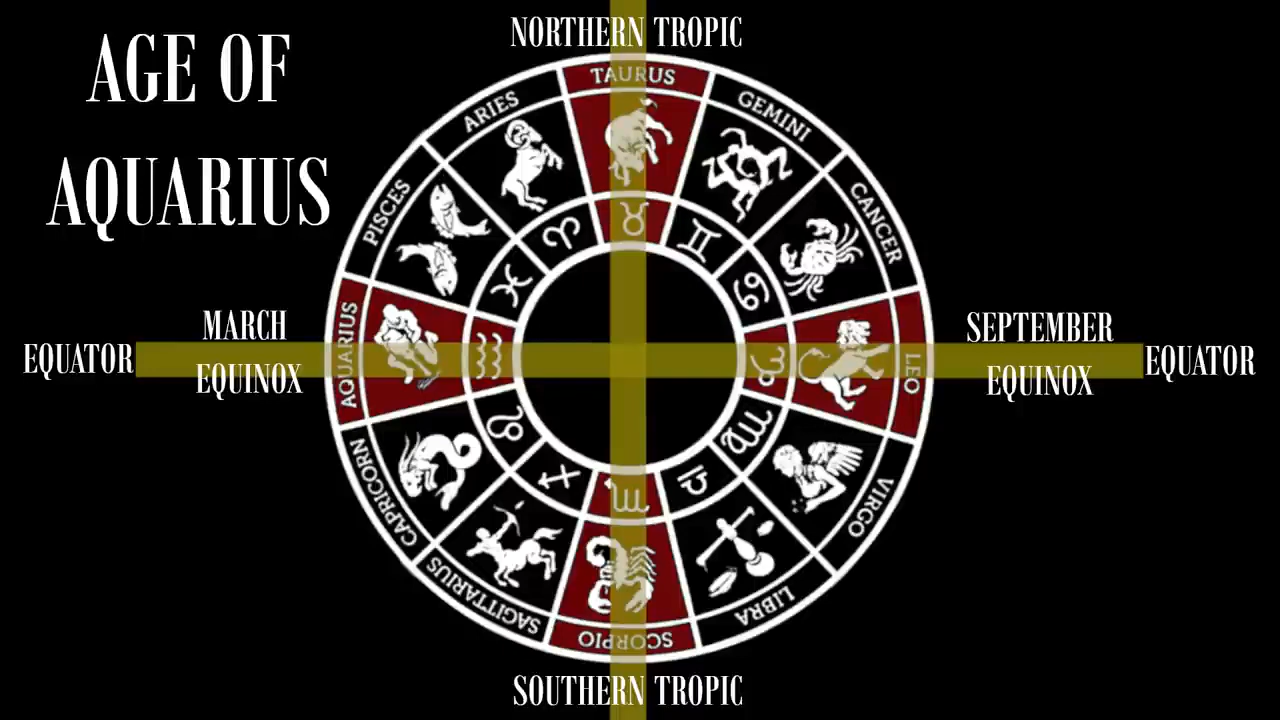 NORTHERN TROPIC
AGE OF
AQUARIUS
TAURUS
ARIES
GEMINI
PISCES
CANCER
AQUARIUS
LEO
MARCH
EQUINOX
SEPTEMBER
EQUINOX
EQUATOR
EQUATOR
CAPRICORN
VIRGO
SAGITTARIUS
LIBRA
SCORPIO
SOUTHERN TROPIC